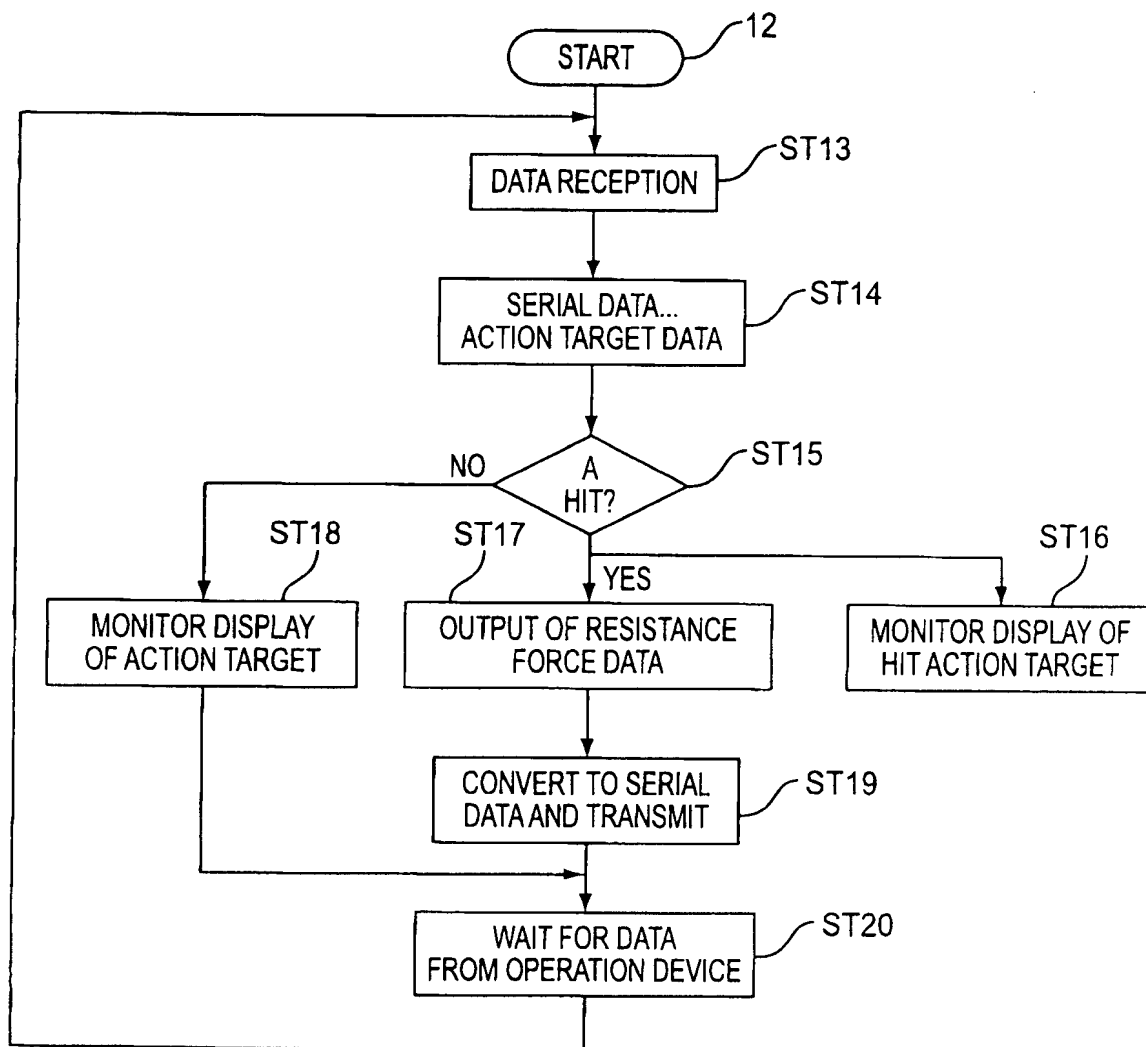 12
START
ST13
DATA RECEPTION
ST14
SERIAL DATA...
ACTION TARGET DATA
ST15
NO
A
HIT?
ST18
ST17
ST16
YES
MONITOR DISPLAY
OF ACTION TARGET
OUTPUT OF RESISTANCE
FORCE DATA
MONITOR DISPLAY OF
HIT ACTION TARGET
CONVERT TO SERIAL
DATA AND TRANSMIT
ST19
WAIT FOR DATA
FROM OPERATION DEVICE
ST20